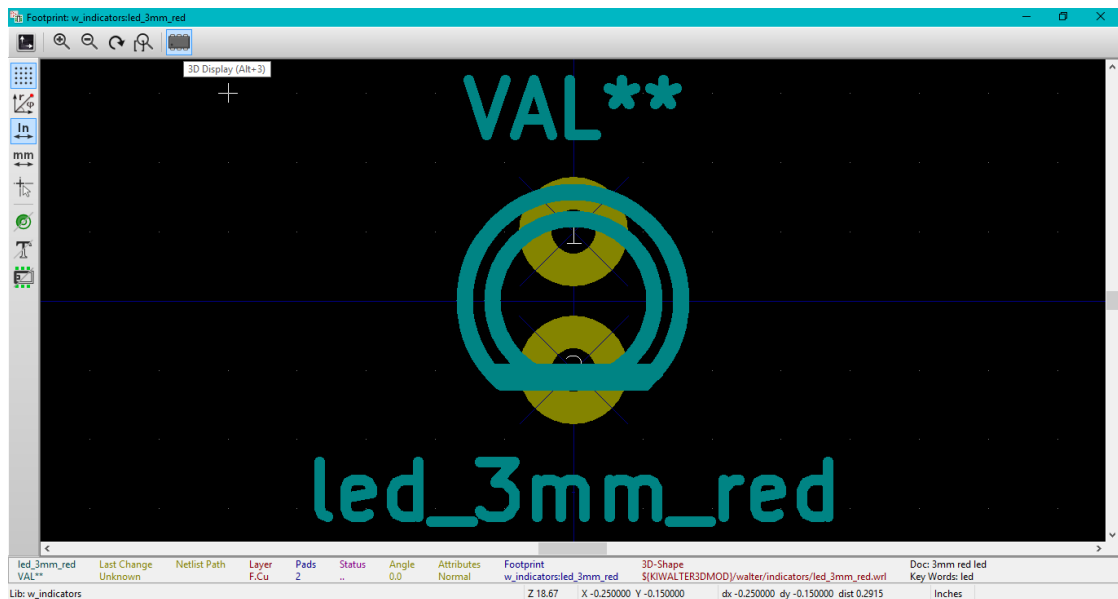 Footprint: w_indicators:led_3mm_red
3D Display (Alt+3)
In
mm
VAL**
1
2
led_3mm_red
led_3mm_red Last Change Netlist Path Layer Pads Status Angle Attributes Footprint 3D-Shape Doc: 3mm red led
VAL** Unknown F.Cu 2 .. 0.0 Normal w_indicators:led_3mm_red ${KIWALTER3DMOD}/walter/indicators/led_3mm_red.wrl Key Words: led
Lib: w_indicators Z 18.67 X -0.250000 Y -0.150000 dx -0.250000 dy -0.150000 dist 0.2915 Inches